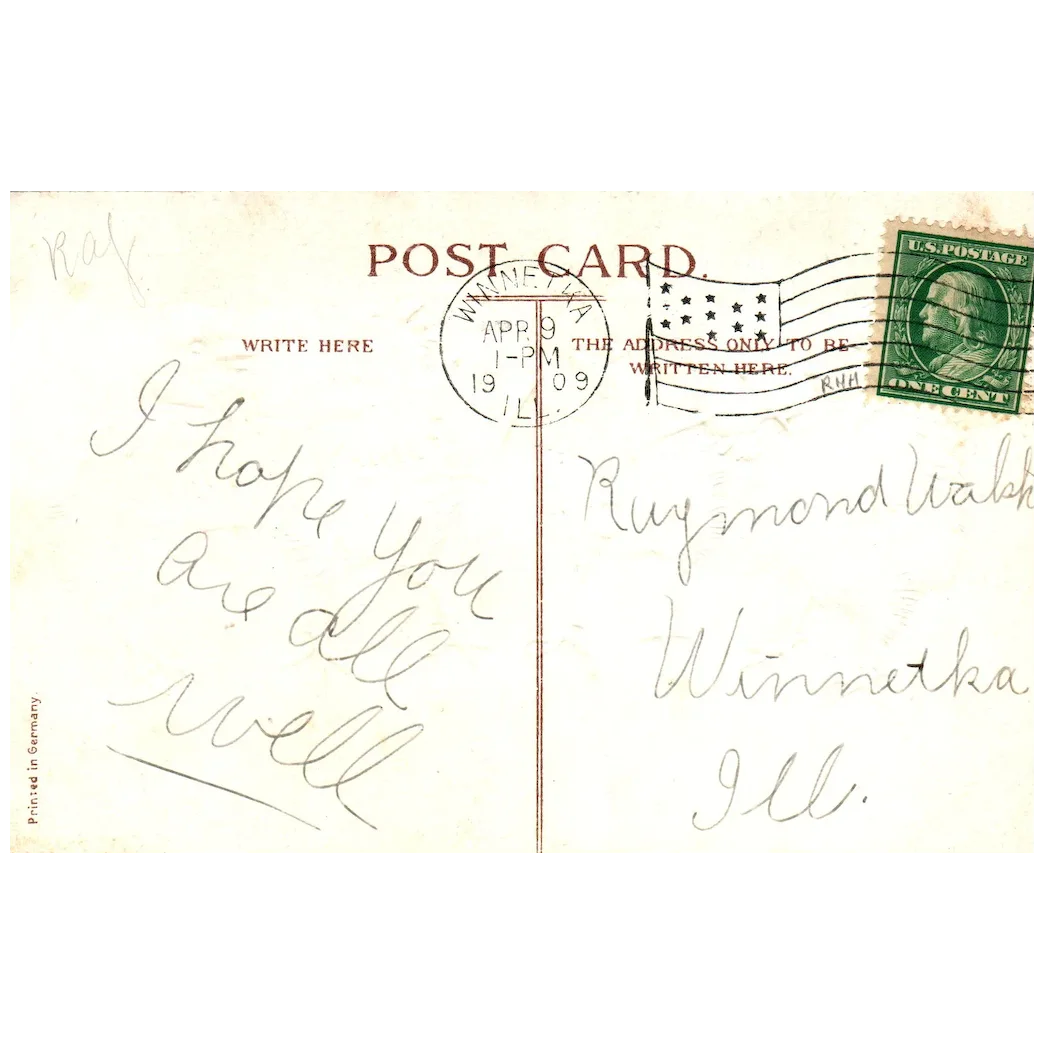 Ray
POST CARD.
WINNETKA
APR 9
1-PM
19 09
ILL.
U.S. POSTAGE
ONE CENT
WRITE HERE
THE ADDRESS ONLY TO BE-
WRITTEN HERE.
RHH
I hope You
Are all
well
Raymond Walsh
Winnetka
Ill.
Printed in Germany.